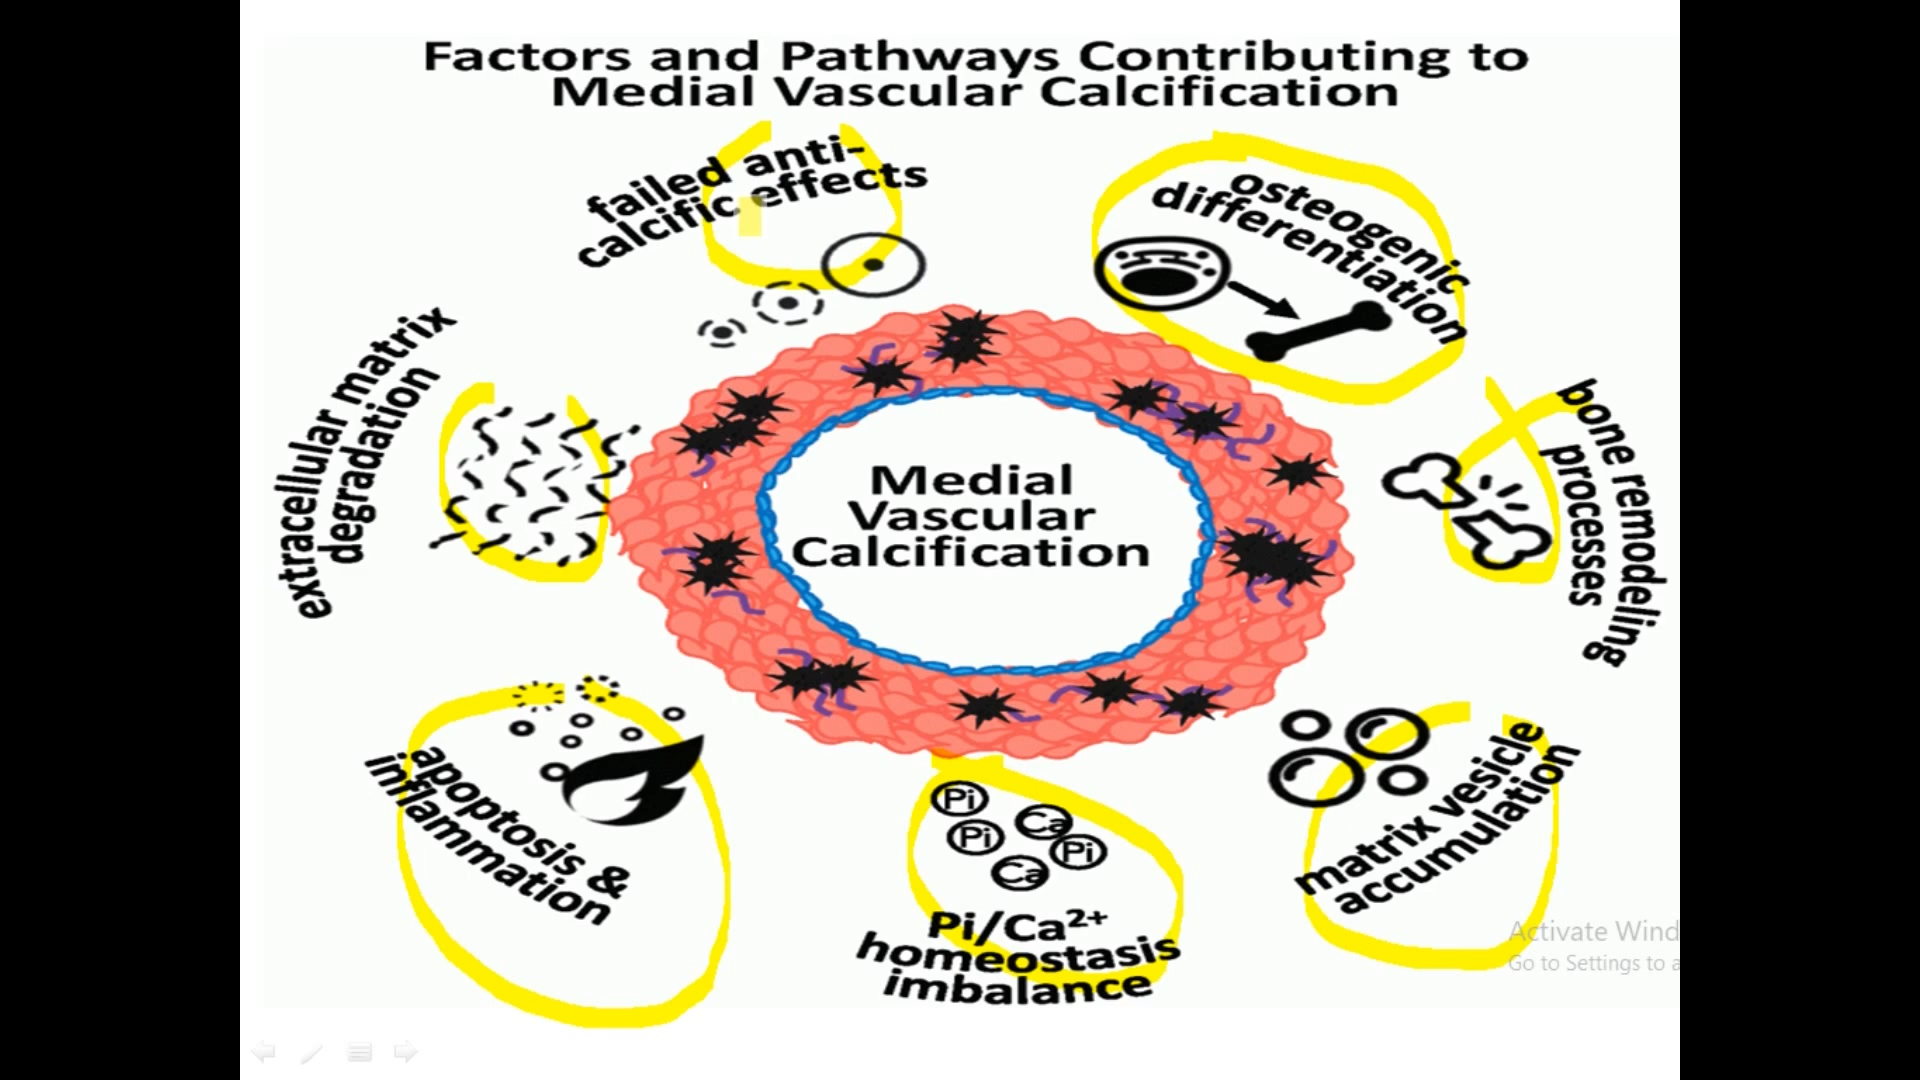 Factors and Pathways Contributing to
Medial Vascular Calcification
failed anti-
calcific effects
osteogenic
differentiation
extracellular matrix
degradation
bone remodeling
processes
Medial
Vascular
Calcification
apoptosis &
inflammation
Pi
Ca
Pi
Pi
Ca
Pi/Ca²⁺
homeostasis
imbalance
matrix vesicle
accumulation
Activate Wind
Go to Settings to a